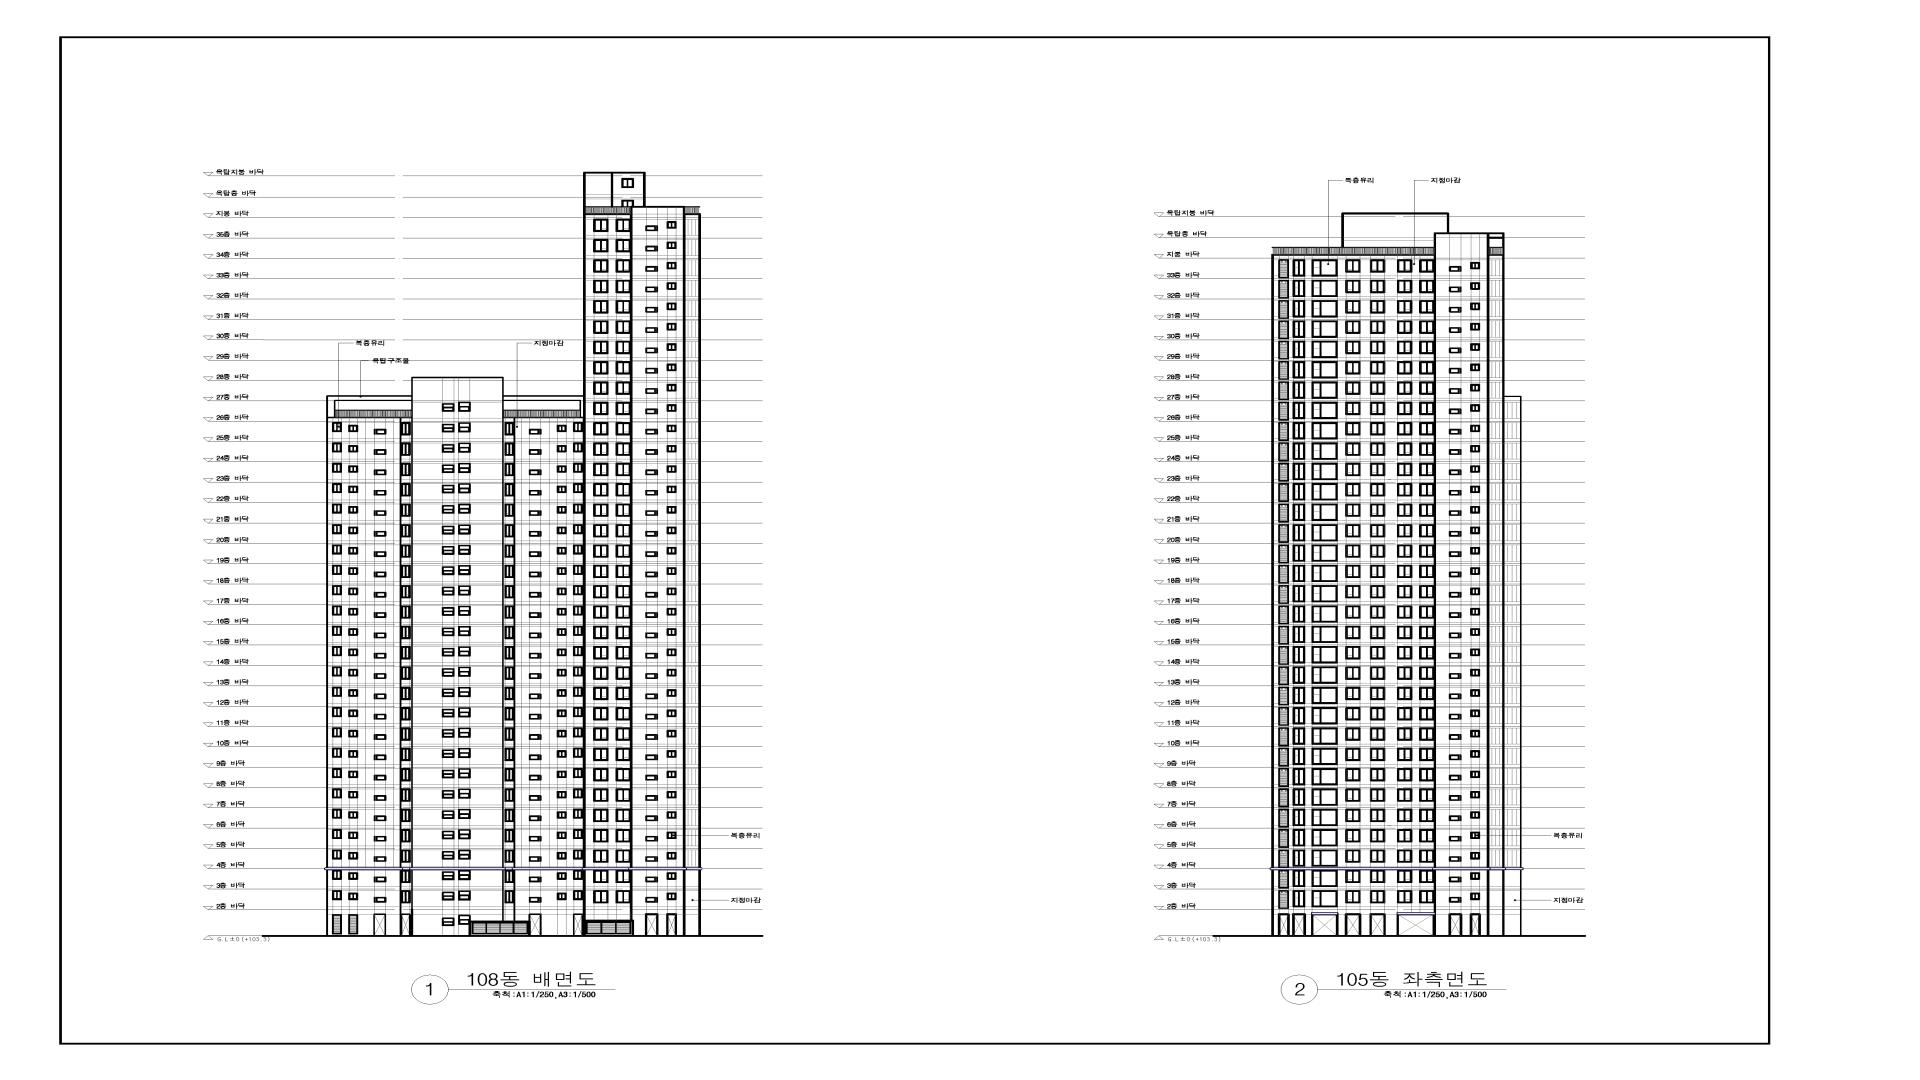 옥탑지붕 바닥
옥탑층 바닥
지붕 바닥
35층 바닥
34층 바닥
33층 바닥
32층 바닥
31층 바닥
30층 바닥
29층 바닥
28층 바닥
27층 바닥
26층 바닥
25층 바닥
24층 바닥
23층 바닥
22층 바닥
21층 바닥
20층 바닥
19층 바닥
18층 바닥
17층 바닥
16층 바닥
15층 바닥
14층 바닥
13층 바닥
12층 바닥
11층 바닥
10층 바닥
9층 바닥
8층 바닥
7층 바닥
6층 바닥
5층 바닥
4층 바닥
3층 바닥
2층 바닥
G.L±0(+103.3)
복층유리
옥탑구조물
지정마감
복층유리
지정마감
1
108동 배면도
축척 :A1:1/250,A3:1/500
복층유리
지정마감
옥탑지붕 바닥
옥탑층 바닥
지붕 바닥
33층 바닥
32층 바닥
31층 바닥
30층 바닥
29층 바닥
28층 바닥
27층 바닥
26층 바닥
25층 바닥
24층 바닥
23층 바닥
22층 바닥
21층 바닥
20층 바닥
19층 바닥
18층 바닥
17층 바닥
16층 바닥
15층 바닥
14층 바닥
13층 바닥
12층 바닥
11층 바닥
10층 바닥
9층 바닥
8층 바닥
7층 바닥
6층 바닥
5층 바닥
4층 바닥
3층 바닥
2층 바닥
G.L±0(+103.3)
복층유리
지정마감
2
105동 좌측면도
축척 :A1:1/250,A3:1/500